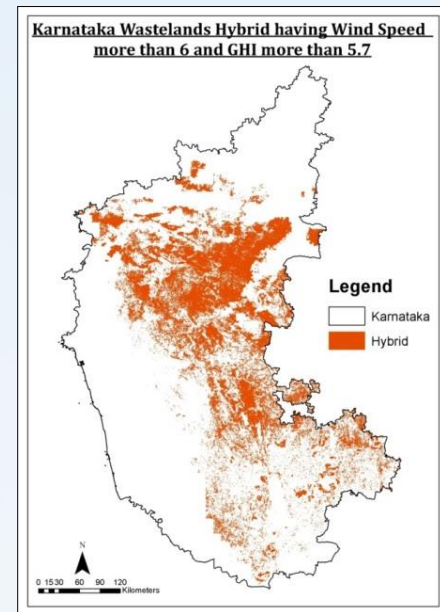 Karnataka Wastelands Hybrid having Wind Speed
more than 6 and GHI more than 5.7
Legend
Karnataka
Hybrid
N
0 15 30 60 90 120
Kilometers